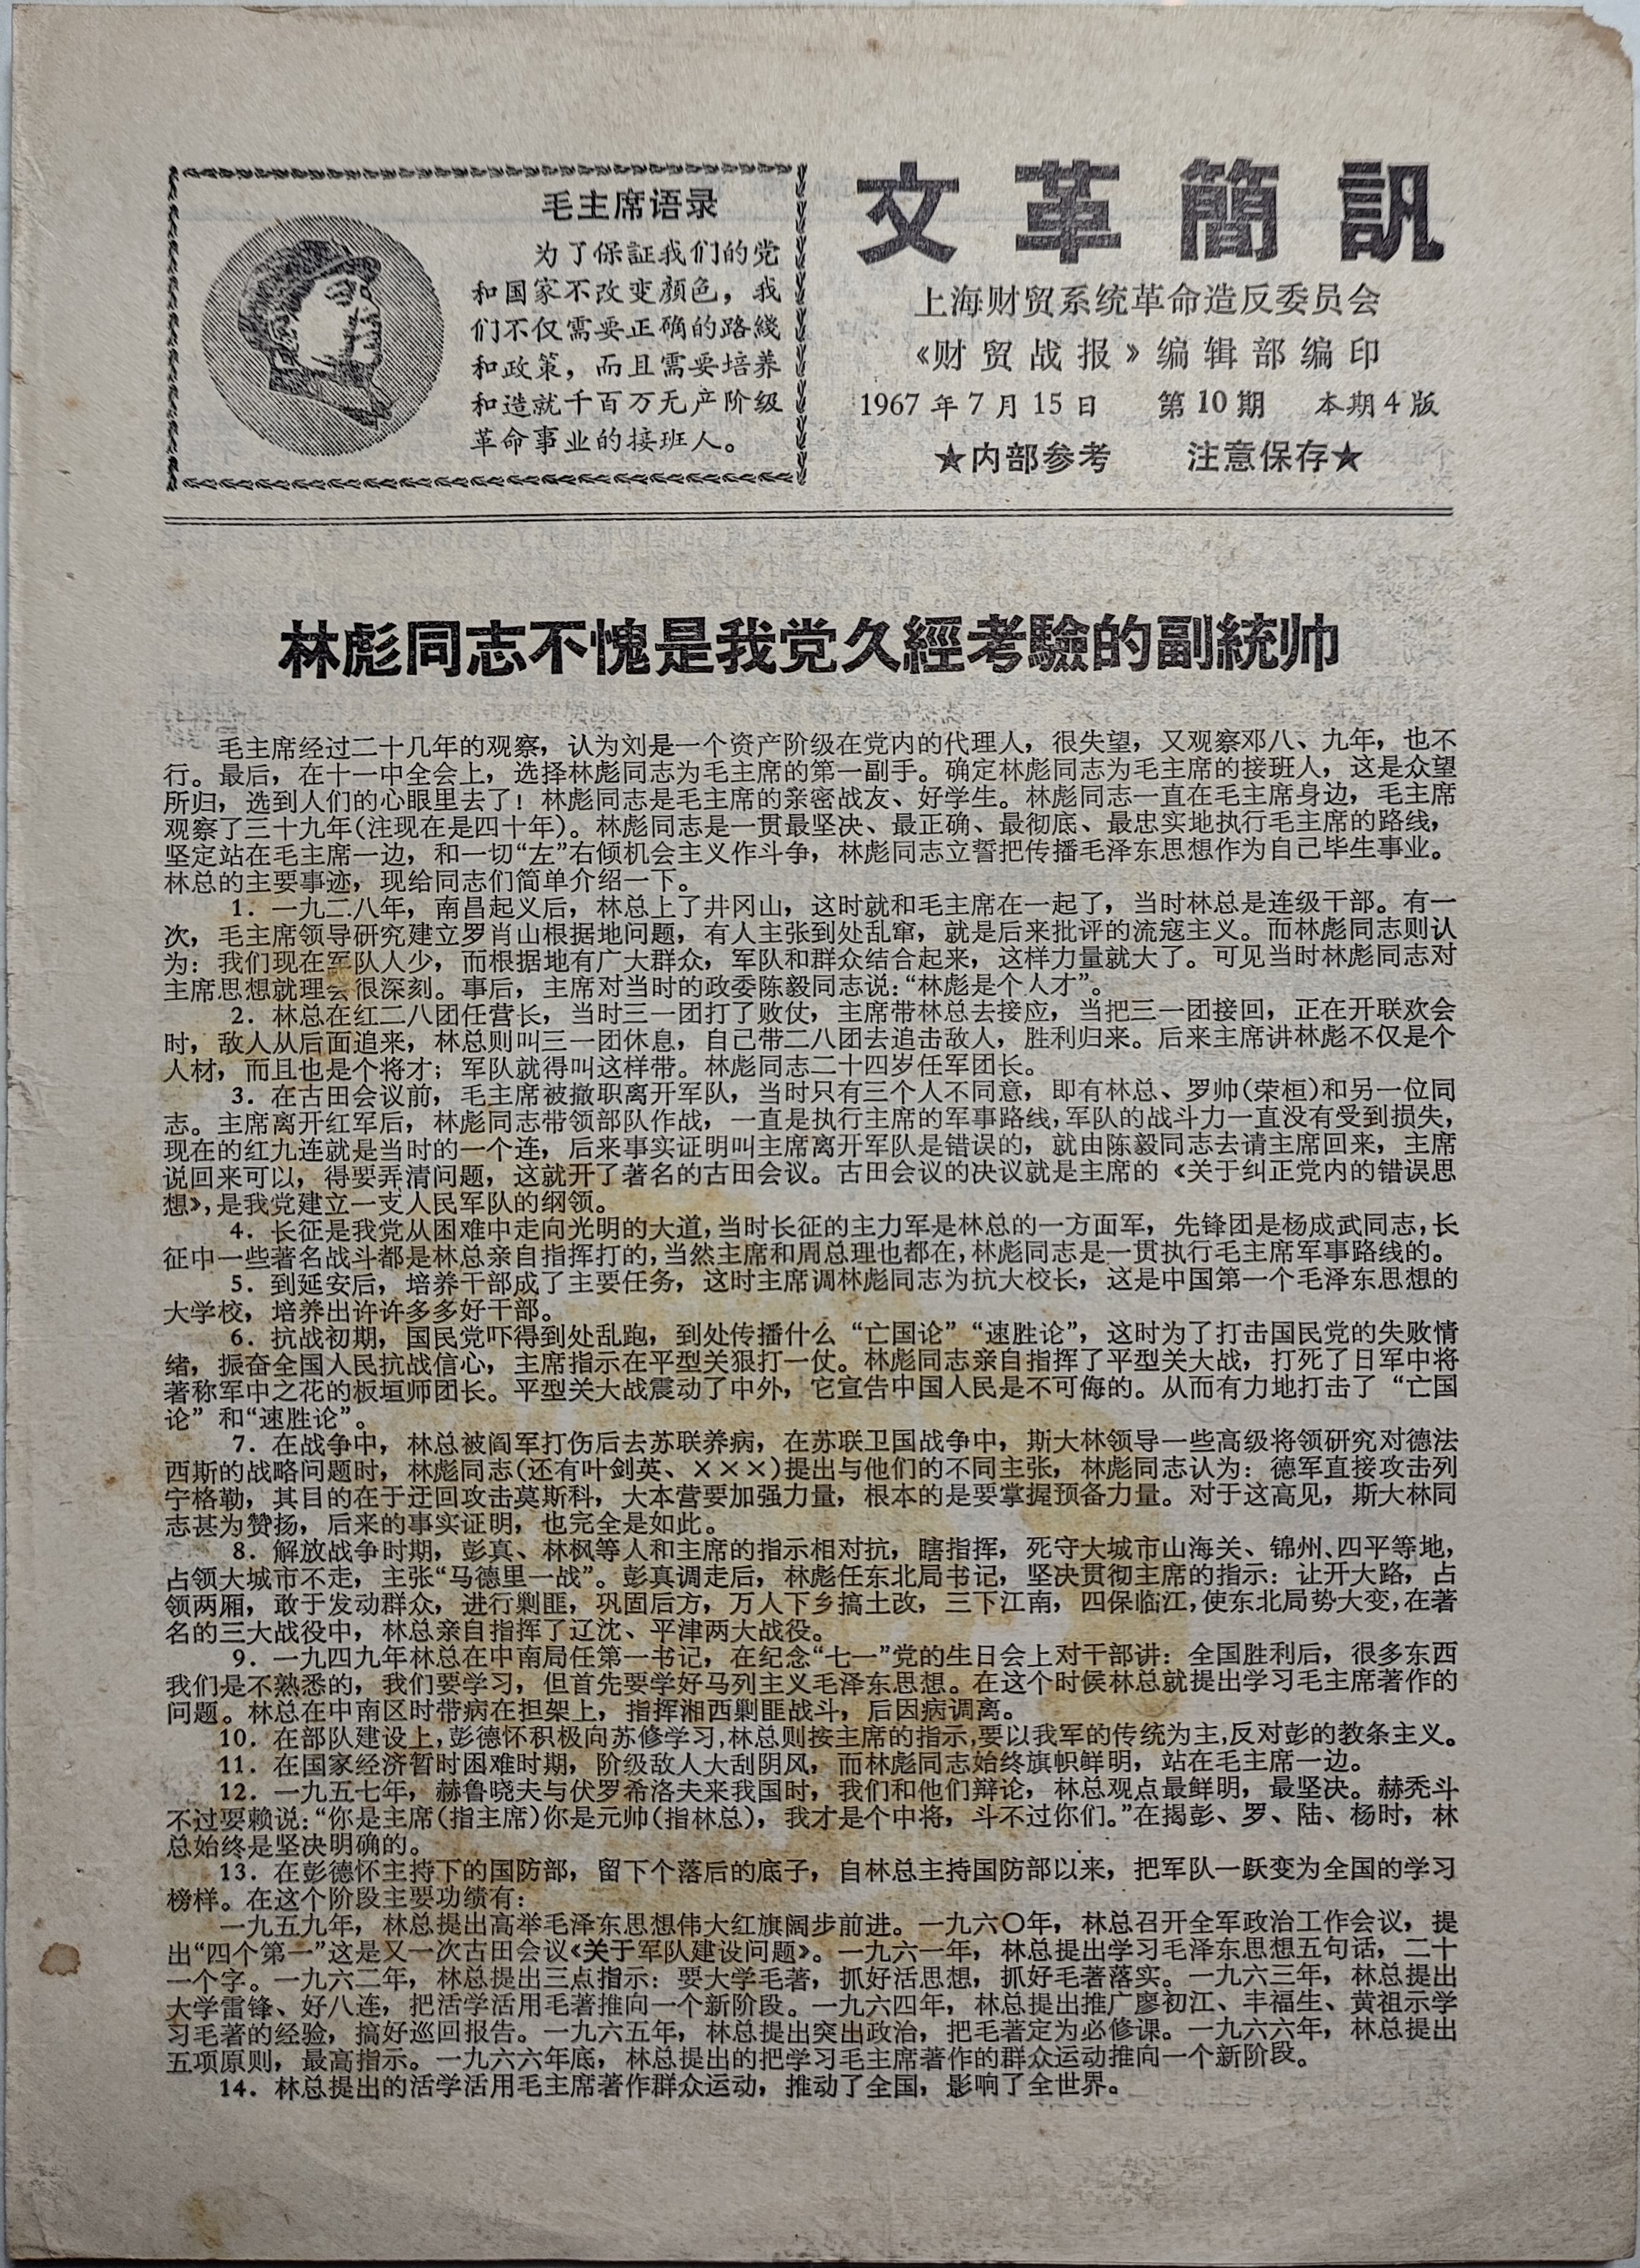 毛主席语录
为了保証我们的党
和国家不改变顏色，我
们不仅需要正确的路綫
和政策，而且需要培养
和造就千百万无产阶级
革命事业的接班人。
文革簡訊
上海财贸系统革命造反委员会
《财贸战报》编辑部编印
1967年7月15日 第10期 本期4版
★内部参考 注意保存★
林彪同志不愧是我党久經考驗的副統帅
毛主席经过二十几年的观察，认为刘是一个资产阶级在党内的代理人，很失望，又观察邓八、九年，也不
行。最后，在十一中全会上，选择林彪同志为毛主席的第一副手。确定林彪同志为毛主席的接班人，这是众望
所归，选到人们的心眼里去了！林彪同志是毛主席的亲密战友、好学生。林彪同志一直在毛主席身边，毛主席
观察了三十九年(注现在是四十年)。林彪同志是一贯最坚决、最正确、最彻底、最忠实地执行毛主席的路线，
坚定站在毛主席一边，和一切“左”右倾机会主义作斗争，林彪同志立誓把传播毛泽东思想作为自己毕生事业。
林总的主要事迹，现给同志们简单介绍一下。
1．一九二八年，南昌起义后，林总上了井冈山，这时就和毛主席在一起了，当时林总是连级干部。有一
次，毛主席领导研究建立罗肖山根据地问题，有人主张到处乱窜，就是后来批评的流寇主义。而林彪同志则认
为：我们现在军队人少，而根据地有广大群众，军队和群众结合起来，这样力量就大了。可见当时林彪同志对
主席思想就理会很深刻。事后，主席对当时的政委陈毅同志说：“林彪是个人才”。
2．林总在红二八团任营长，当时三一团打了败仗，主席带林总去接应，当把三一团接回，正在开联欢会
时，敌人从后面追来，林总则叫三一团休息，自己带二八团去追击敌人，胜利归来。后来主席讲林彪不仅是个
人材，而且也是个将才；军队就得叫这样带。林彪同志二十四岁任军团长。
3．在古田会议前，毛主席被撤职离开军队，当时只有三个人不同意，即有林总、罗帅(荣桓)和另一位同
志。主席离开红军后，林彪同志带领部队作战，一直是执行主席的军事路线，军队的战斗力一直没有受到损失，
现在的红九连就是当时的一个连，后来事实证明叫主席离开军队是错误的，就由陈毅同志去请主席回来，主席
说回来可以，得要弄清问题，这就开了著名的古田会议。古田会议的决议就是主席的《关于纠正党内的错误思
想》，是我党建立一支人民军队的纲领。
4．长征是我党从困难中走向光明的大道，当时长征的主力军是林总的一方面军，先锋团是杨成武同志，长
征中一些著名战斗都是林总亲自指挥打的，当然主席和周总理也都在，林彪同志是一贯执行毛主席军事路线的。
5．到延安后，培养干部成了主要任务，这时主席调林彪同志为抗大校长，这是中国第一个毛泽东思想的
大学校，培养出许许多多好干部。
6．抗战初期，国民党吓得到处乱跑，到处传播什么“亡国论”“速胜论”，这时为了打击国民党的失败情
绪，振奋全国人民抗战信心，主席指示在平型关狠打一仗。林彪同志亲自指挥了平型关大战，打死了日军中将
著称军中之花的板垣师团长。平型关大战震动了中外，它宣告中国人民是不可侮的。从而有力地打击了“亡国
论”和“速胜论”。
7．在战争中，林总被阎军打伤后去苏联养病，在苏联卫国战争中，斯大林领导一些高级将领研究对德法
西斯的战略问题时，林彪同志(还有叶剑英、×××)提出与他们的不同主张，林彪同志认为：德军直接攻击列
宁格勒，其目的在于迂回攻击莫斯科，大本营要加强力量，根本的是要掌握预备力量。对于这高见，斯大林同
志甚为赞扬，后来的事实证明，也完全是如此。
8．解放战争时期，彭真、林枫等人和主席的指示相对抗，瞎指挥，死守大城市山海关、锦州、四平等地，
占领大城市不走，主张“马德里一战”。彭真调走后，林彪任东北局书记，坚决贯彻主席的指示：让开大路，占
领两厢，敢于发动群众，进行剿匪，巩固后方，万人下乡搞土改，三下江南，四保临江，使东北局势大变，在著
名的三大战役中，林总亲自指挥了辽沈、平津两大战役。
9．一九四九年林总在中南局任第一书记，在纪念“七一”党的生日会上对干部讲：全国胜利后，很多东西
我们是不熟悉的，我们要学习，但首先要学好马列主义毛泽东思想。在这个时候林总就提出学习毛主席著作的
问题。林总在中南区时带病在担架上，指挥湘西剿匪战斗，后因病调离。
10．在部队建设上，彭德怀积极向苏修学习，林总则按主席的指示，要以我军的传统为主，反对彭的教条主义。
11．在国家经济暂时困难时期，阶级敌人大刮阴风，而林彪同志始终旗帜鲜明，站在毛主席一边。
12．一九五七年，赫鲁晓夫与伏罗希洛夫来我国时，我们和他们辩论，林总观点最鲜明，最坚决。赫秃斗
不过耍赖说：“你是主席(指主席)你是元帅(指林总)，我才是个中将，斗不过你们。”在揭彭、罗、陆、杨时，林
总始终是坚决明确的。
13．在彭德怀主持下的国防部，留下个落后的底子，自林总主持国防部以来，把军队一跃变为全国的学习
榜样。在这个阶段主要功绩有：
一九五九年，林总提出高举毛泽东思想伟大红旗阔步前进。一九六〇年，林总召开全军政治工作会议，提
出“四个第一”这是又一次古田会议《关于军队建设问题》。一九六一年，林总提出学习毛泽东思想五句话，二十
一个字。一九六二年，林总提出三点指示：要大学毛著，抓好活思想，抓好毛著落实。一九六三年，林总提出
大学雷锋、好八连，把活学活用毛著推向一个新阶段。一九六四年，林总提出推广廖初江、丰福生、黄祖示学
习毛著的经验，搞好巡回报告。一九六五年，林总提出突出政治，把毛著定为必修课。一九六六年，林总提出
五项原则，最高指示。一九六六年底，林总提出的把学习毛主席著作的群众运动推向一个新阶段。
14．林总提出的活学活用毛主席著作群众运动，推动了全国，影响了全世界。